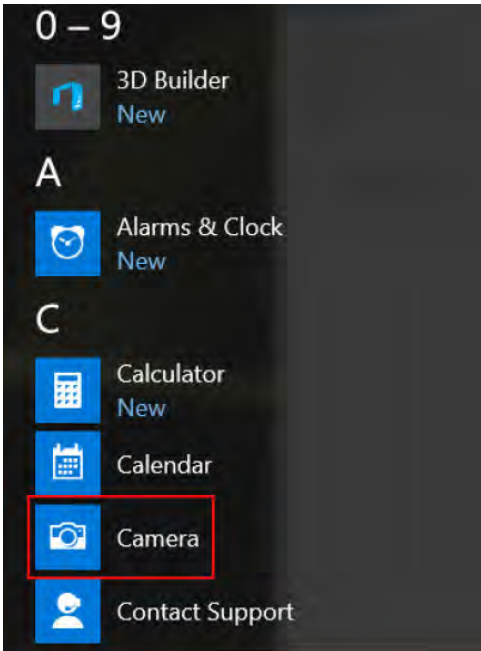 0 – 9
3D Builder
New
A
Alarms & Clock
New
C
Calculator
New
Calendar
Camera
Contact Support